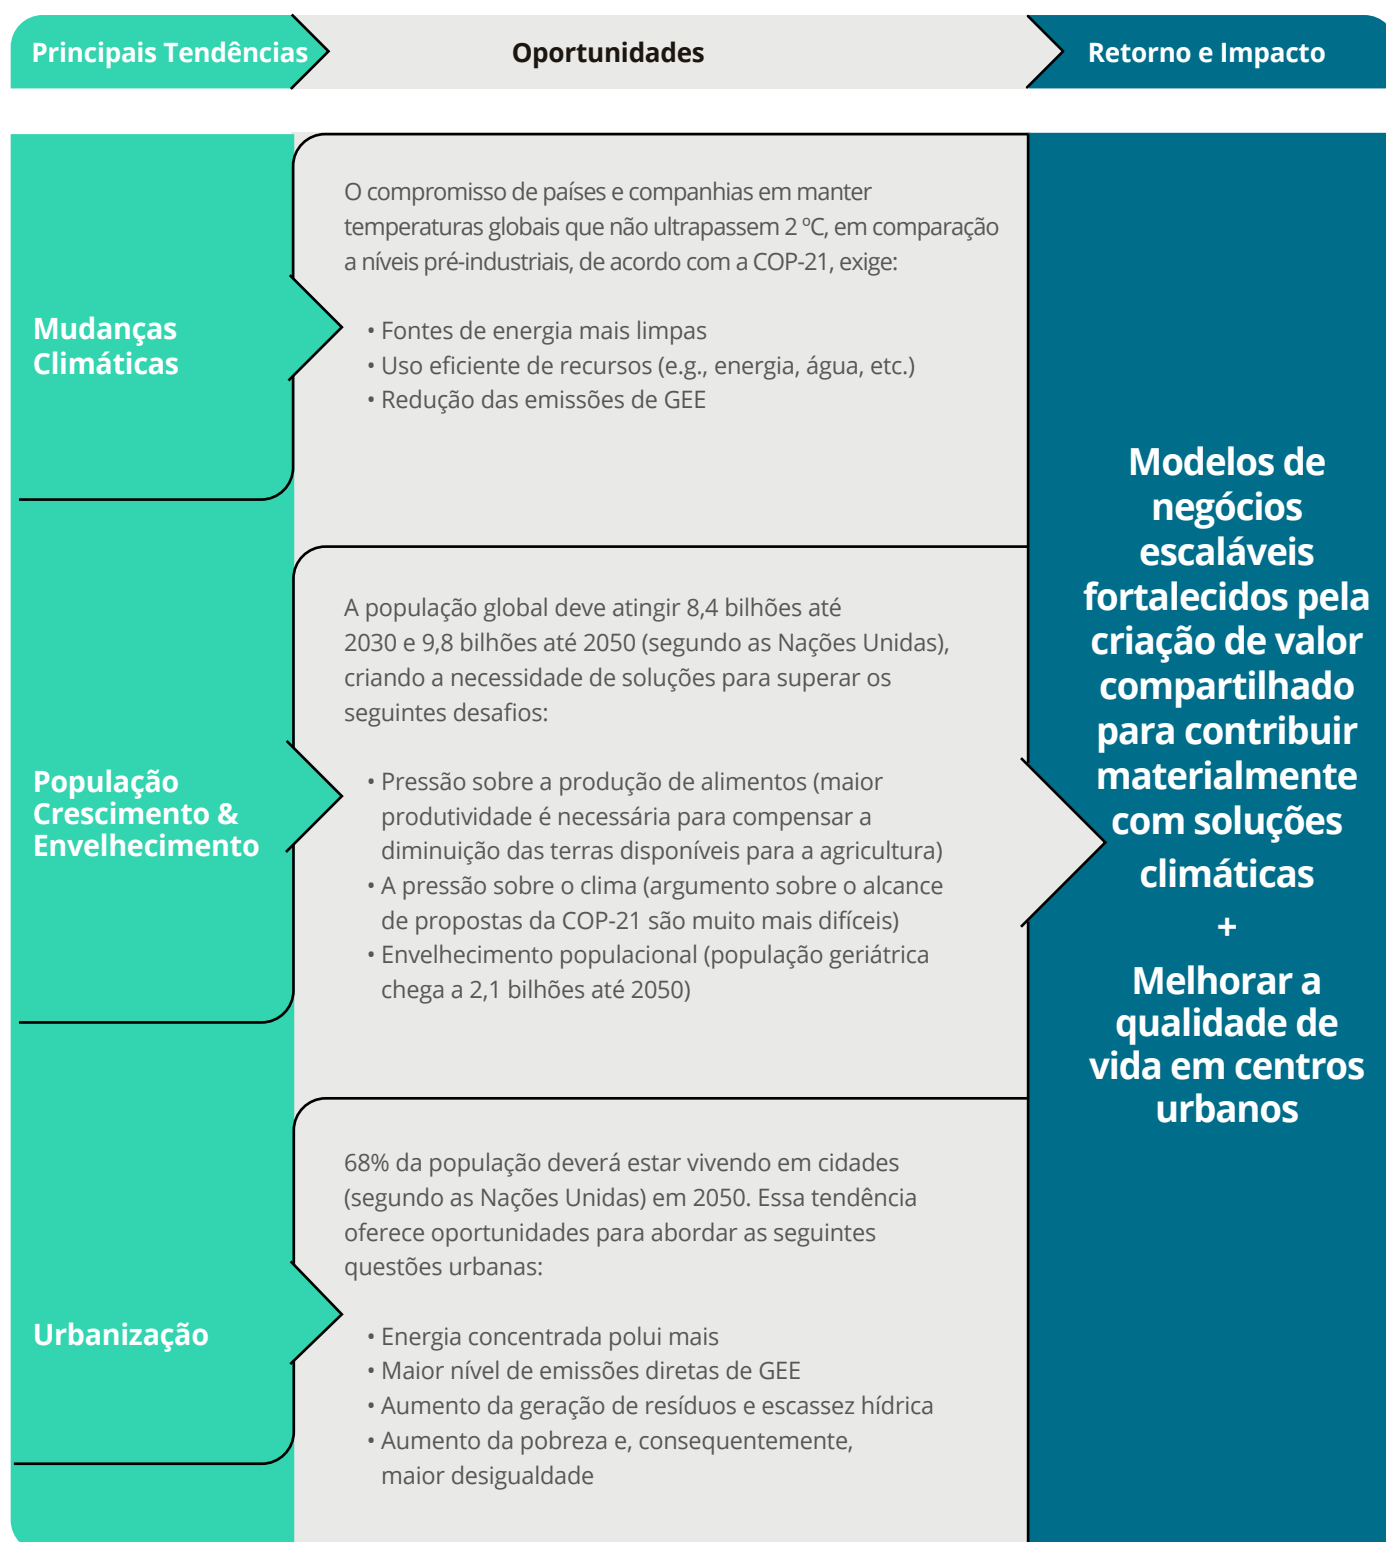 Principais Tendências
Oportunidades
Retorno e Impacto
Mudanças
Climáticas
O compromisso de países e companhias em manter
temperaturas globais que não ultrapassem 2 ºC, em comparação
a níveis pré-industriais, de acordo com a COP-21, exige:
• Fontes de energia mais limpas
• Uso eficiente de recursos (e.g., energia, água, etc.)
• Redução das emissões de GEE
População
Crescimento &
Envelhecimento
A população global deve atingir 8,4 bilhões até
2030 e 9,8 bilhões até 2050 (segundo as Nações Unidas),
criando a necessidade de soluções para superar os
seguintes desafios:
• Pressão sobre a produção de alimentos (maior
produtividade é necessária para compensar a
diminuição das terras disponíveis para a agricultura)
• A pressão sobre o clima (argumento sobre o alcance
de propostas da COP-21 são muito mais difíceis)
• Envelhecimento populacional (população geriátrica
chega a 2,1 bilhões até 2050)
Urbanização
68% da população deverá estar vivendo em cidades
(segundo as Nações Unidas) em 2050. Essa tendência
oferece oportunidades para abordar as seguintes
questões urbanas:
• Energia concentrada polui mais
• Maior nível de emissões diretas de GEE
• Aumento da geração de resíduos e escassez hídrica
• Aumento da pobreza e, consequentemente,
maior desigualdade
Modelos de
negócios
escaláveis
fortalecidos pela
criação de valor
compartilhado
para contribuir
materialmente
com soluções
climáticas
+
Melhorar a
qualidade de
vida em centros
urbanos